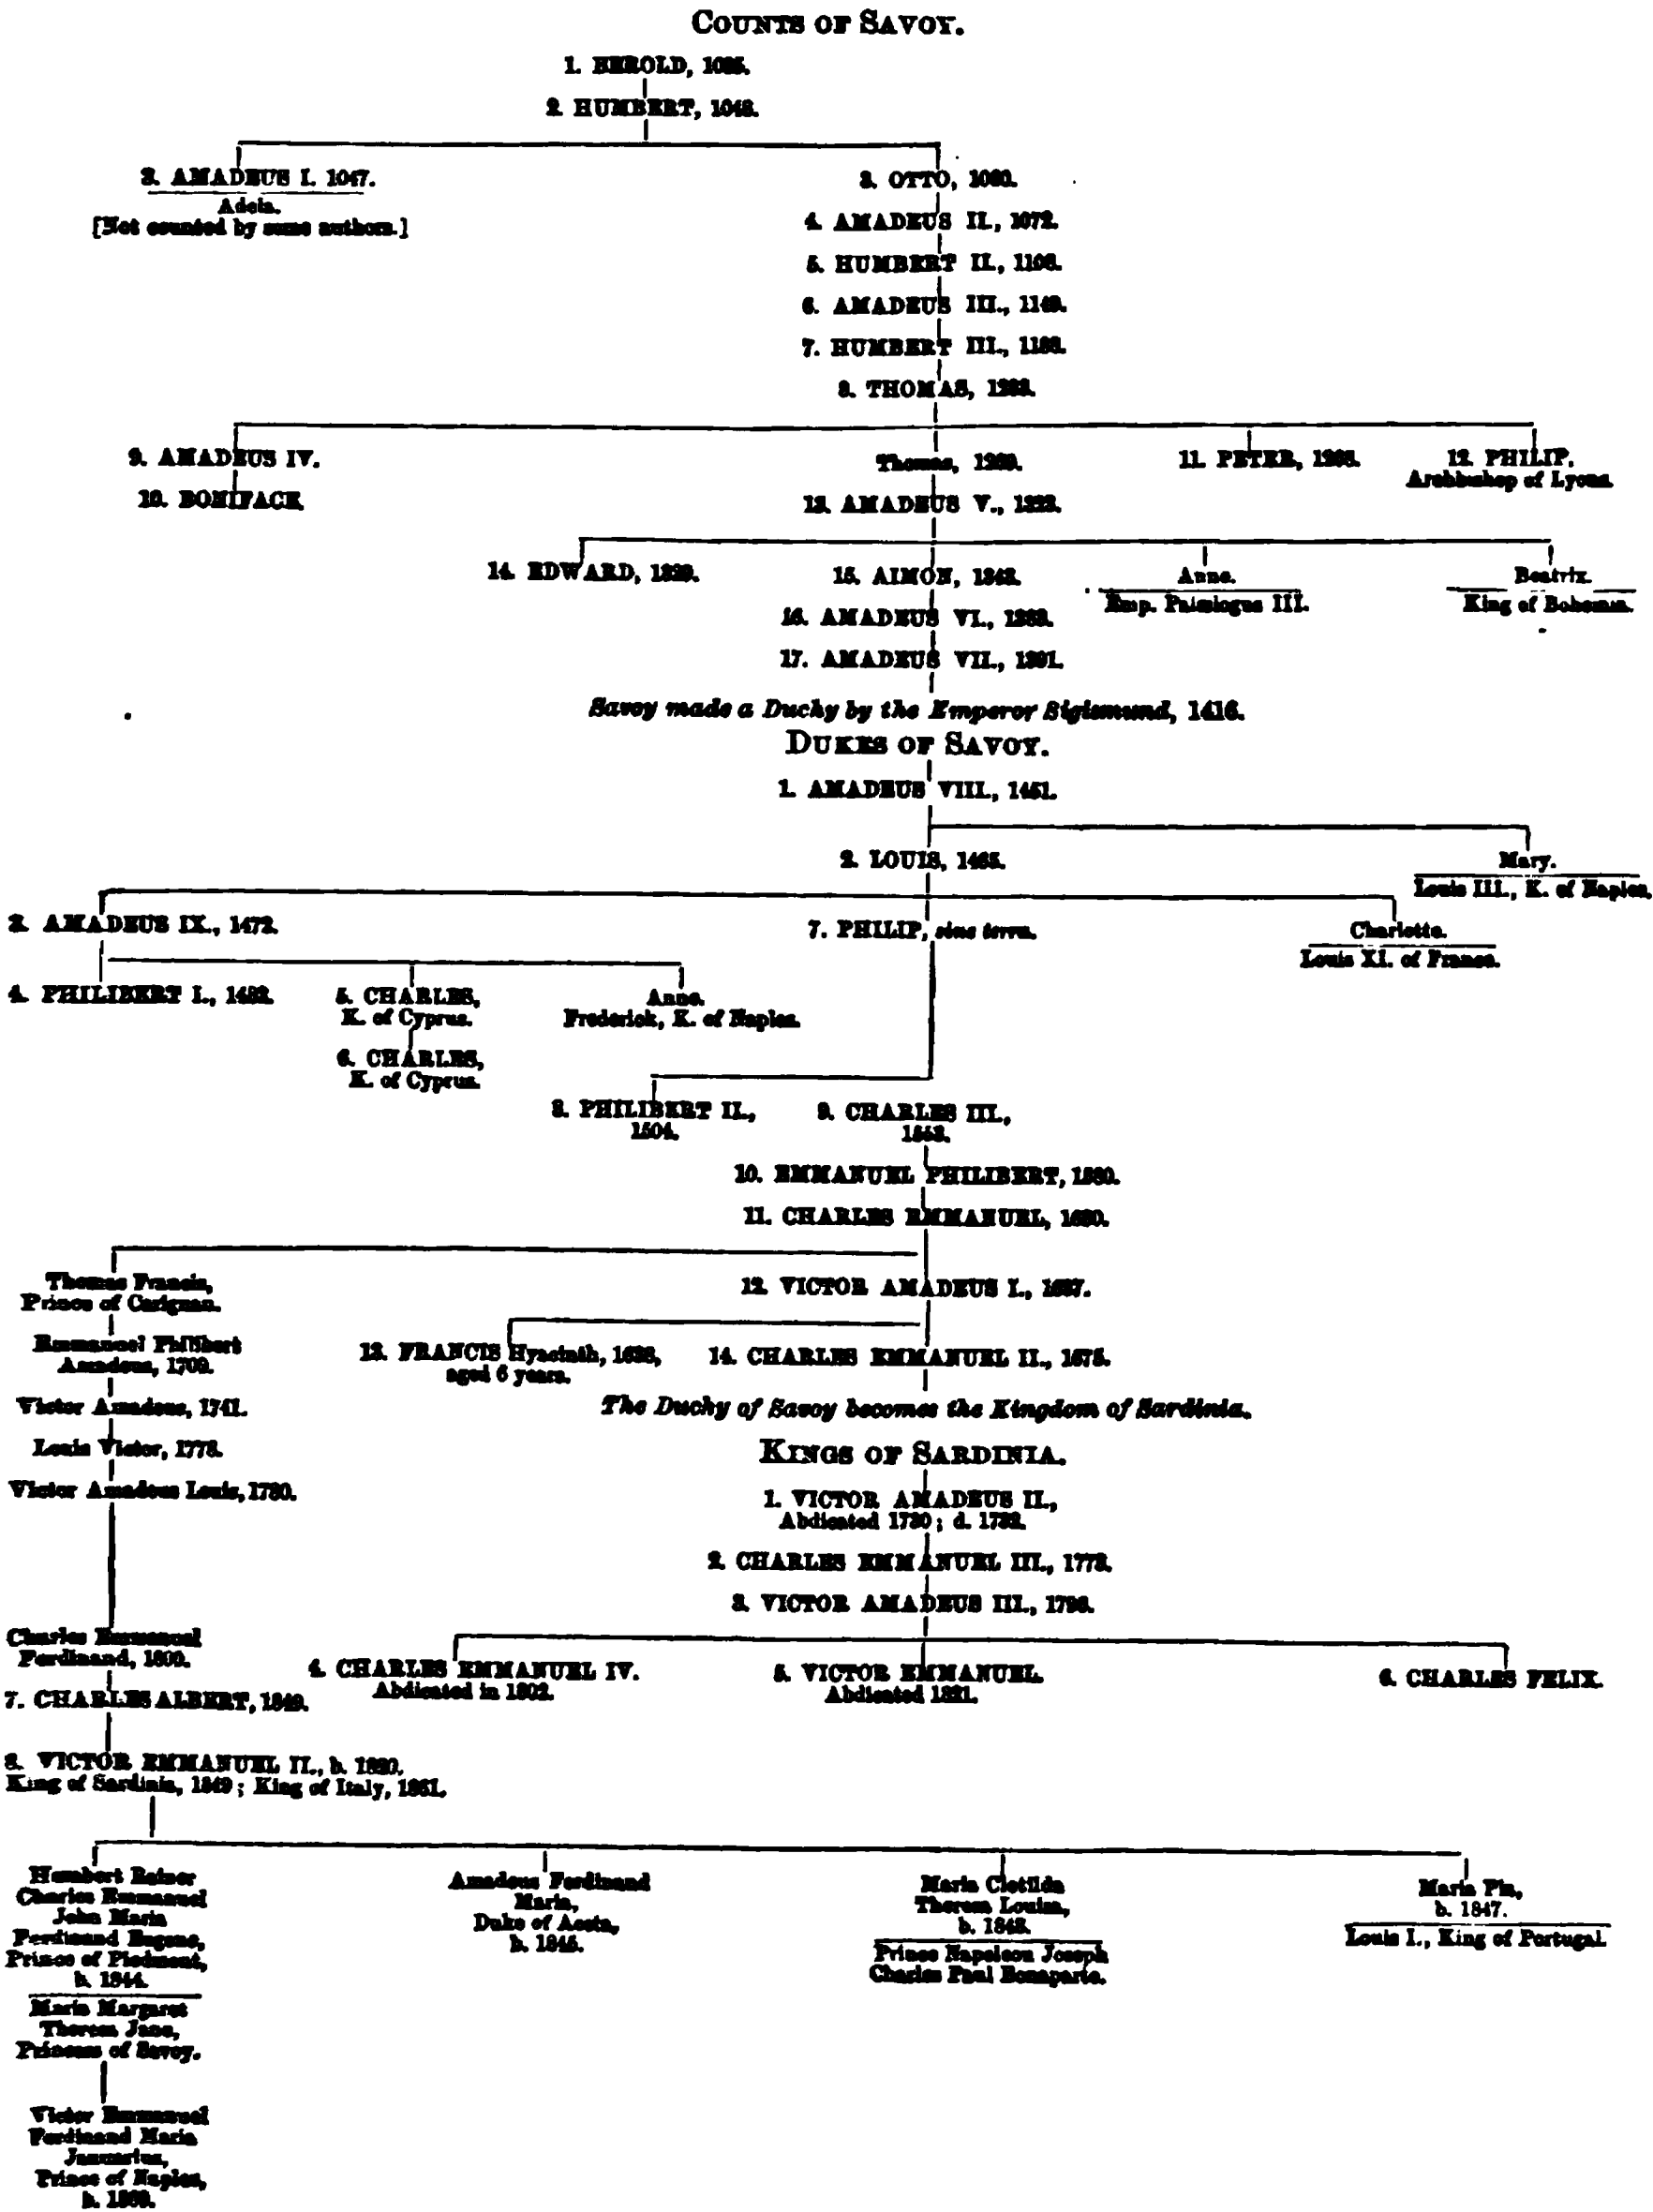 COUNTS OF SAVOY.
1. BEROLD, 1035.
2. HUMBERT, 1048.
3. AMADEUS I. 1047.
Adela.
[Not counted by some authors.]
3. OTTO, 1060.
4. AMADEUS II., 1072.
5. HUMBERT II., 1103.
6. AMADEUS III., 1149.
7. HUMBERT III., 1188.
8. THOMAS, 1233.
9. AMADEUS IV.
Thomas,
11. PETER, 1268.
12. PHILIP,
Archbishop of Lyons.
10. BONIFACE.
13. AMADEUS V., 1323.
14. EDWARD, 1329.
15. AIMON, 1343.
Anne.
Emp. Palæologus III.
Beatrix.
King of Bohemia.
16. AMADEUS VI., 1383.
17. AMADEUS VII., 1391.
Savoy made a Duchy by the Emperor Sigismund, 1416.
DUKES OF SAVOY.
1. AMADEUS VIII., 1451.
2. LOUIS, 1465.
Mary.
Louis III., K. of Naples.
3. AMADEUS IX., 1472.
7. PHILIP, sine terra.
Charlotte.
Louis XI. of France.
4. PHILIBERT I., 1482.
5. CHARLES,
K. of Cyprus.
Anne.
Frederick, K. of Naples.
6. CHARLES,
K. of Cyprus.
8. PHILIBERT II.,
1504.
9. CHARLES III.,
1553.
10. EMMANUEL PHILIBERT, 1580.
11. CHARLES EMMANUEL, 1630.
Thomas Francis,
Prince of Carignan.
12. VICTOR AMADEUS I., 1637.
Emmanuel Philibert
Amadeus, 1709.
13. FRANCIS Hyacinth, 1638,
aged 6 years.
14. CHARLES EMMANUEL II., 1675.
Victor Amadeus, 1741.
The Duchy of Savoy becomes the Kingdom of Sardinia.
Louis Victor, 1778.
KINGS OF SARDINIA.
Victor Amadeus Louis, 1780.
1. VICTOR AMADEUS II.,
Abdicated 1730; d. 1732.
2. CHARLES EMMANUEL III., 1773.
3. VICTOR AMADEUS III., 1796.
Charles Emmanuel
Ferdinand, 1800.
4. CHARLES EMMANUEL IV.
Abdicated in 1802.
5. VICTOR EMMANUEL.
Abdicated 1821.
6. CHARLES FELIX.
7. CHARLES ALBERT, 1849.
8. VICTOR EMMANUEL II., b. 1820.
King of Sardinia, 1849; King of Italy, 1861.
Humbert Rainer
Charles Emmanuel
John Maria
Ferdinand Eugene,
Prince of Piedmont,
b. 1844.
Maria Margaret
Theresa Jane,
Princess of Savoy.
Amadeus Ferdinand
Maria,
Duke of Aosta,
b. 1845.
Maria Clotilda
Theresa Louisa,
b. 1843.
Prince Napoleon Joseph
Charles Paul Bonaparte.
Maria Pia,
b. 1847.
Louis I., King of Portugal.
Victor Emmanuel
Ferdinand Maria
Januarius,
Prince of Naples,
b. 1869.